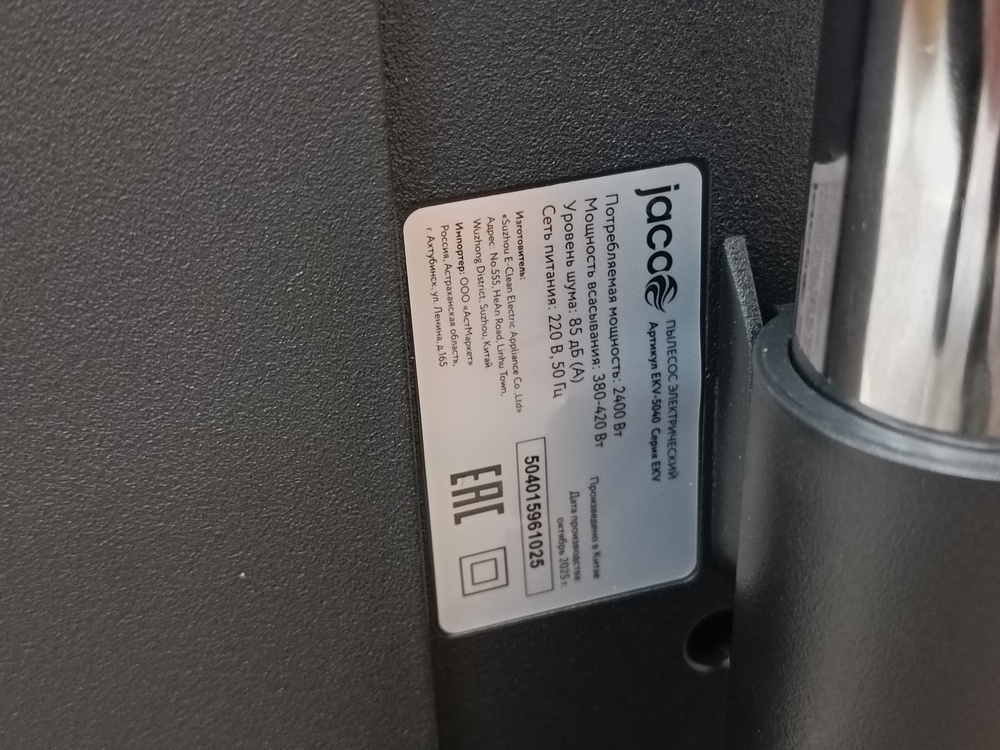 jacoo
ПЫЛЕСОС ЭЛЕКТРИЧЕСКИЙ
Артикул EKV-5040 Серия EKV
Потребляемая мощность: 2400 Вт
Мощность всасывания: 380-420 Вт
Уровень шума: 85 дБ (А)
Сеть питания: 220 В, 50 Гц
Произведено в Китае
Дата производства:
октябрь 2025 г.
Изготовитель:
«Suzhou E-Clean Electric Appliance Co.,Ltd»
Адрес: No.555, HeAn Road, Linhu Town,
Wuzhong District, Suzhou, Китай.
Импортер: ООО «АстМаркет»
Россия, Астраханская область,
г. Ахтубинск, ул. Ленина, д.165
504015961025
EAC